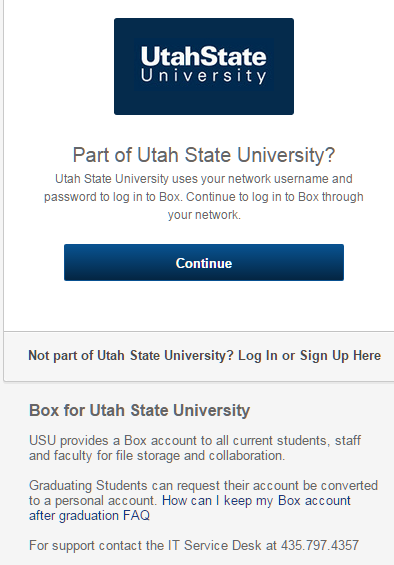 UtahState
University
Part of Utah State University?
Utah State University uses your network username and
password to log in to Box. Continue to log in to Box through
your network.
Continue
Not part of Utah State University? Log In or Sign Up Here
Box for Utah State University
USU provides a Box account to all current students, staff
and faculty for file storage and collaboration.
Graduating Students can request their account be converted
to a personal account. How can I keep my Box account
after graduation FAQ
For support contact the IT Service Desk at 435.797.4357